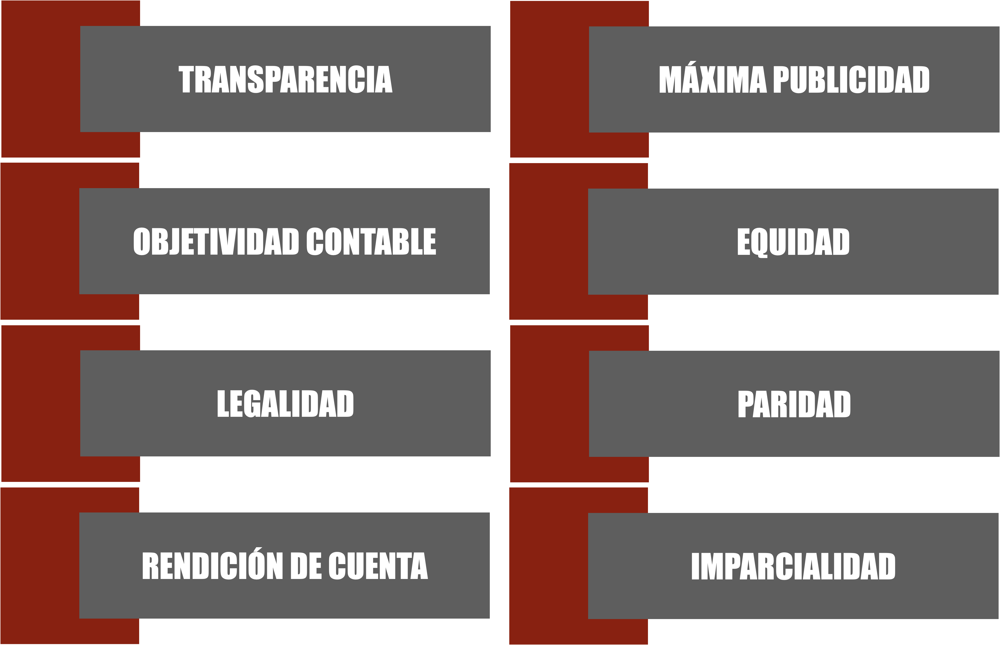 TRANSPARENCIA
MÁXIMA PUBLICIDAD
OBJETIVIDAD CONTABLE
EQUIDAD
LEGALIDAD
PARIDAD
RENDICIÓN DE CUENTA
IMPARCIALIDAD